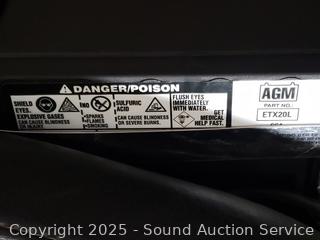 DANGER/POISON
SHIELD EYES.
EXPLOSIVE GASES
CAN CAUSE BLINDNESS
OR INJURY
NO
•SPARKS
•FLAMES
•SMOKING
SULFURIC
ACID
CAN CAUSE BLINDNESS
OR SEVERE BURNS.
FLUSH EYES
IMMEDIATELY
WITH WATER.
GET
MEDICAL
HELP FAST.
AGM
PART NO.
ETX20L
Copyright © 2025 - Sound Auction Service